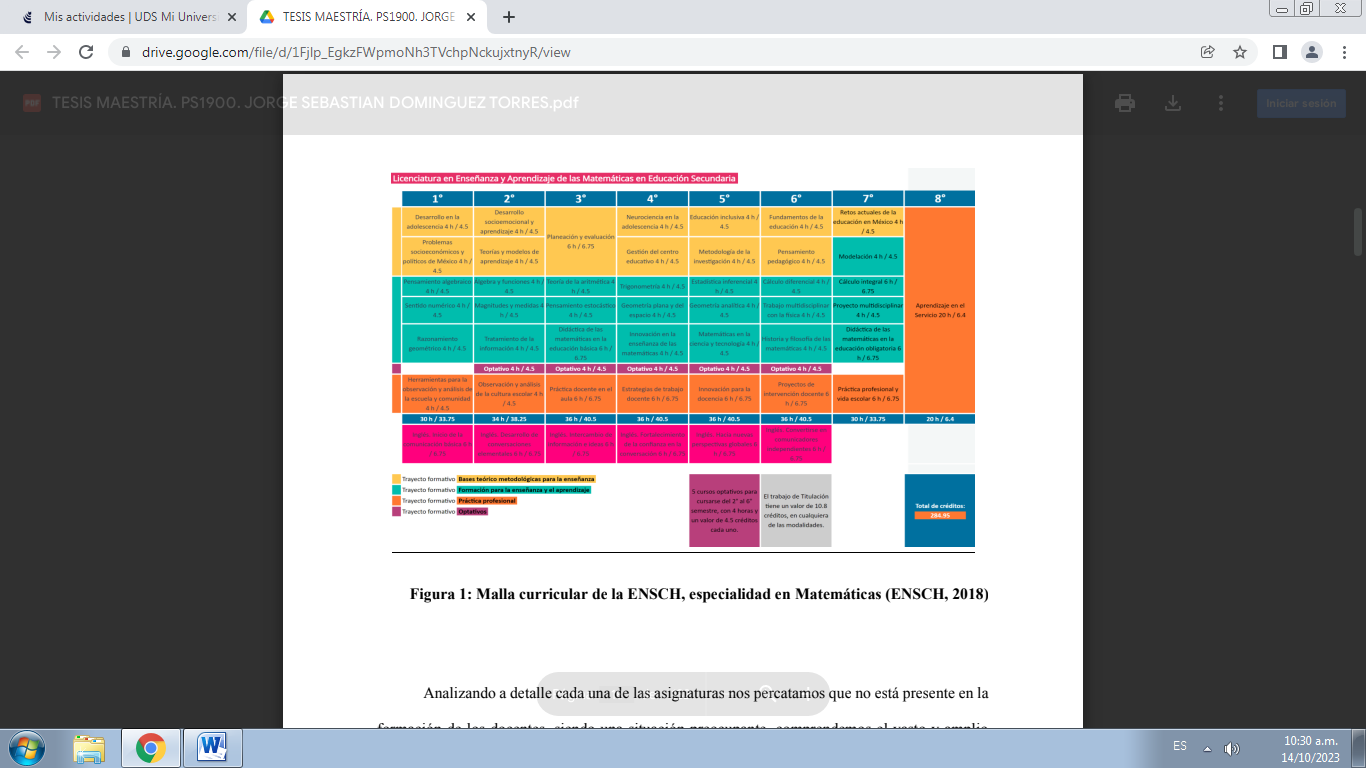 Mis actividades | UDS Mi Univers
TESIS MAESTRÍA. PS1900. JORGE
drive.google.com/file/d/1Fjlp_EgkzFWpmoNh3TVchpNckujxtnyR/view
PDF
TESIS MAESTRÍA. PS1900. JORGE SEBASTIAN DOMINGUEZ TORRES.pdf
Iniciar sesión
Licenciatura en Enseñanza y Aprendizaje de las Matemáticas en Educación Secundaria
1° 2° 3° 4° 5° 6° 7° 8°
Desarrollo en la
adolescencia 4 h / 4.5
Desarrollo
socioemocional y
aprendizaje 4 h / 4.5
Planeación y evaluación
6 h / 6.75
Neurociencia en la
adolescencia 4 h / 4.5
Educación inclusiva 4 h /
4.5
Fundamentos de la
educación 4 h / 4.5
Retos actuales de la
educación en México 4 h
/ 4.5
Aprendizaje en el
Servicio 20 h / 6.4
Problemas
socioeconómicos y
políticos de México 4 h /
4.5
Teorías y modelos de
aprendizaje 4 h / 4.5
Gestión del centro
educativo 4 h / 4.5
Metodología de la
investigación 4 h / 4.5
Pensamiento
pedagógico 4 h / 4.5
Modelación 4 h / 4.5
Pensamiento algebraico
4 h / 4.5
Álgebra y funciones 4 h /
4.5
Teoría de la aritmética 4
h / 4.5
Trigonometría 4 h / 4.5
Estadística inferencial 4
h / 4.5
Cálculo diferencial 4 h /
4.5
Cálculo integral 6 h /
6.75
Sentido numérico 4 h /
4.5
Magnitudes y medidas 4
h / 4.5
Pensamiento estocástico
4 h / 4.5
Geometría plana y del
espacio 4 h / 4.5
Geometría analítica 4 h /
4.5
Trabajo multidisciplinar
con la física 4 h / 4.5
Proyecto multidisciplinar
4 h / 4.5
Razonamiento
geométrico 4 h / 4.5
Tratamiento de la
información 4 h / 4.5
Didáctica de las
matemáticas en la
educación básica 6 h /
6.75
Innovación en la
enseñanza de las
matemáticas 4 h / 4.5
Matemáticas en la
ciencia y tecnología 4 h /
4.5
Historia y filosofía de las
matemáticas 4 h / 4.5
Didáctica de las
matemáticas en la
educación obligatoria 6
h / 6.75
Optativo 4 h / 4.5 Optativo 4 h / 4.5 Optativo 4 h / 4.5 Optativo 4 h / 4.5 Optativo 4 h / 4.5
Herramientas para la
observación y análisis de
la escuela y comunidad
4 h / 4.5
Observación y análisis
de la cultura escolar 4 h
/ 4.5
Práctica docente en el
aula 6 h / 6.75
Estrategias de trabajo
docente 6 h / 6.75
Innovación para la
docencia 6 h / 6.75
Proyectos de
intervención docente 6
h / 6.75
Práctica profesional y
vida escolar 6 h / 6.75
30 h / 33.75 34 h / 38.25 36 h / 40.5 36 h / 40.5 36 h / 40.5 36 h / 40.5 30 h / 33.75 20 h / 6.4
Trayecto formativo Bases teórico metodológicas para la enseñanza
Trayecto formativo Formación para la enseñanza y el aprendizaje
Trayecto formativo Práctica profesional
Trayecto formativo Optativos
5 cursos optativos para
cursarse del 2° al 6°
semestre, con 4 horas y
un valor de 4.5 créditos
cada uno.
El trabajo de Titulación
tiene un valor de 10.8
créditos, en cualquiera
de las modalidades.
Total de créditos:
284.95
Figura 1: Malla curricular de la ENSCH, especialidad en Matemáticas (ENSCH, 2018)
Analizando a detalle cada una de las asignaturas nos percatamos que no está presente en la
formación de los docentes, siendo una situación preocupante, comprendemos el vasto y amplio
ES
10:30 a.m.
14/10/2023